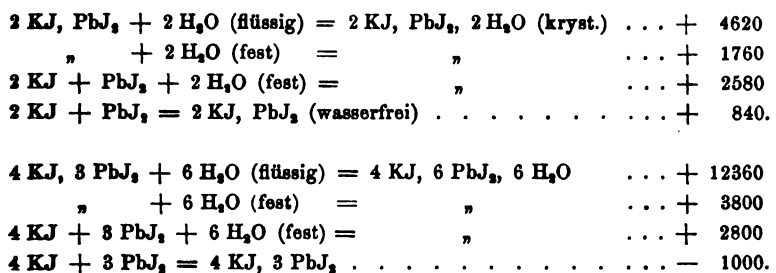 2 KJ, PbJ₂ + 2 H₂O (flüssig) = 2 KJ, PbJ₂, 2 H₂O (kryst.) . . . + 4620
„ + 2 H₂O (fest) = „ . . . + 1760
2 KJ + PbJ₂ + 2 H₂O (fest) = „ . . . + 2580
2 KJ + PbJ₂ = 2 KJ, PbJ₂ (wasserfrei) . . . . . . . . . . . + 840.
4 KJ, 3 PbJ₂ + 6 H₂O (flüssig) = 4 KJ, 6 PbJ₂, 6 H₂O . . . + 12360
„ + 6 H₂O (fest) = „ . . . + 3800
4 KJ + 3 PbJ₂ + 6 H₂O (fest) = „ . . . + 2800
4 KJ + 3 PbJ₂ = 4 KJ, 3 PbJ₂ . . . . . . . . . . . . . . — 1000.